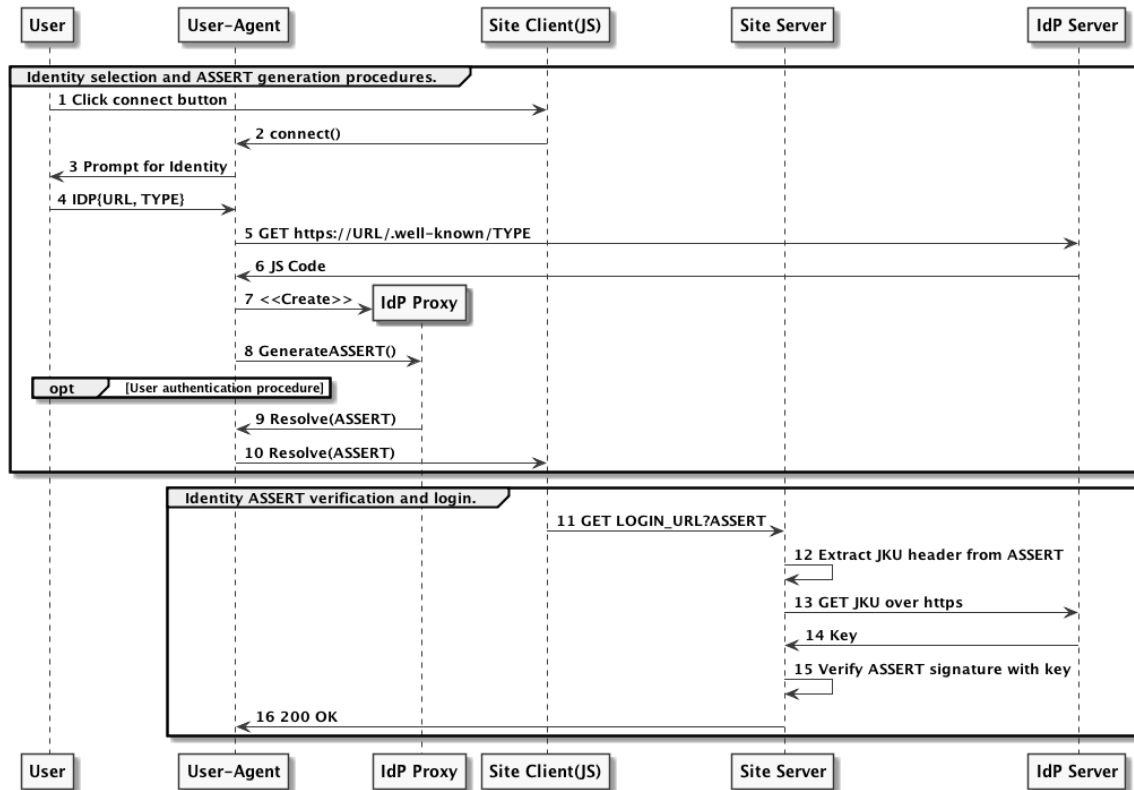 User
User-Agent
Site Client(JS)
Site Server
IdP Server
Identity selection and ASSERT generation procedures.
1 Click connect button
2 connect()
3 Prompt for Identity
4 IDP{URL, TYPE}
5 GET https://URL/.well-known/TYPE
6 JS Code
7 <<Create>>
IdP Proxy
8 GenerateASSERT()
opt [User authentication procedure]
9 Resolve(ASSERT)
10 Resolve(ASSERT)
Identity ASSERT verification and login.
11 GET LOGIN_URL?ASSERT
12 Extract JKU header from ASSERT
13 GET JKU over https
14 Key
15 Verify ASSERT signature with key
16 200 OK
User
User-Agent
IdP Proxy
Site Client(JS)
Site Server
IdP Server